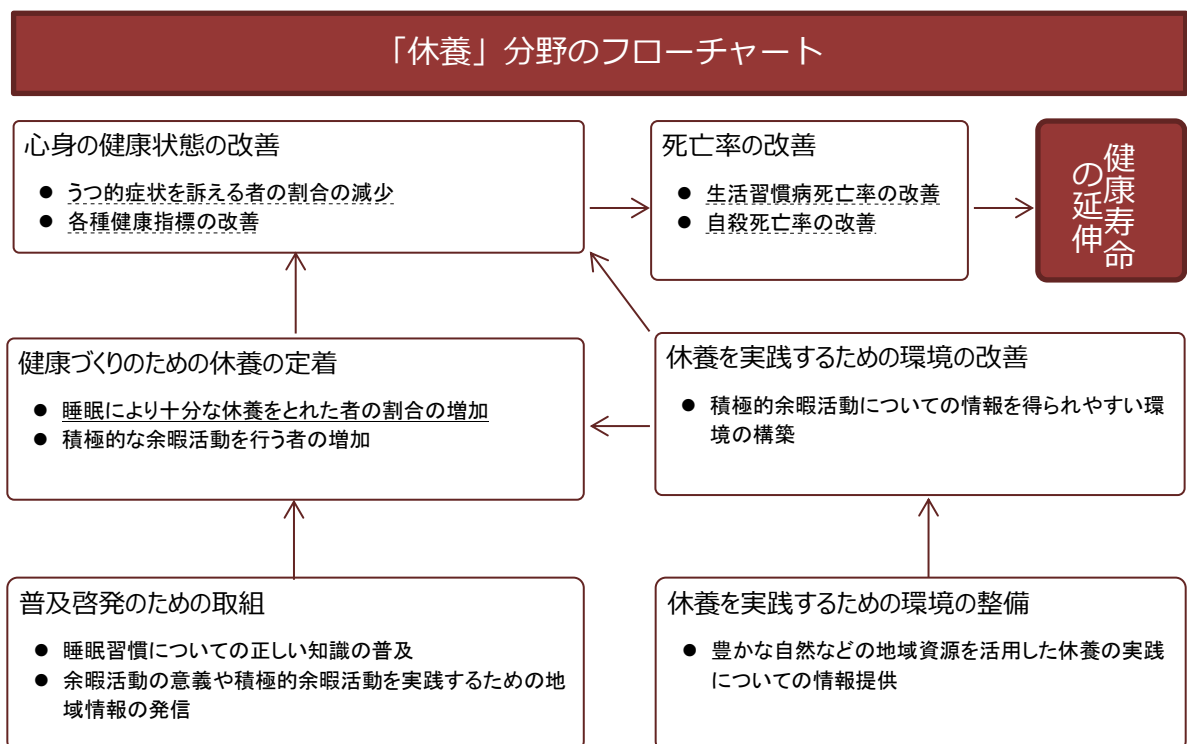 「休養」分野のフローチャート
心身の健康状態の改善
● うつ的症状を訴える者の割合の減少
● 各種健康指標の改善
死亡率の改善
● 生活習慣病死亡率の改善
● 自殺死亡率の改善
健康寿命
の延伸
健康づくりのための休養の定着
● 睡眠により十分な休養をとれた者の割合の増加
● 積極的な余暇活動を行う者の増加
休養を実践するための環境の改善
● 積極的余暇活動についての情報を得られやすい環
境の構築
普及啓発のための取組
● 睡眠習慣についての正しい知識の普及
● 余暇活動の意義や積極的余暇活動を実践するための地
域情報の発信
休養を実践するための環境の整備
● 豊かな自然などの地域資源を活用した休養の実践
についての情報提供